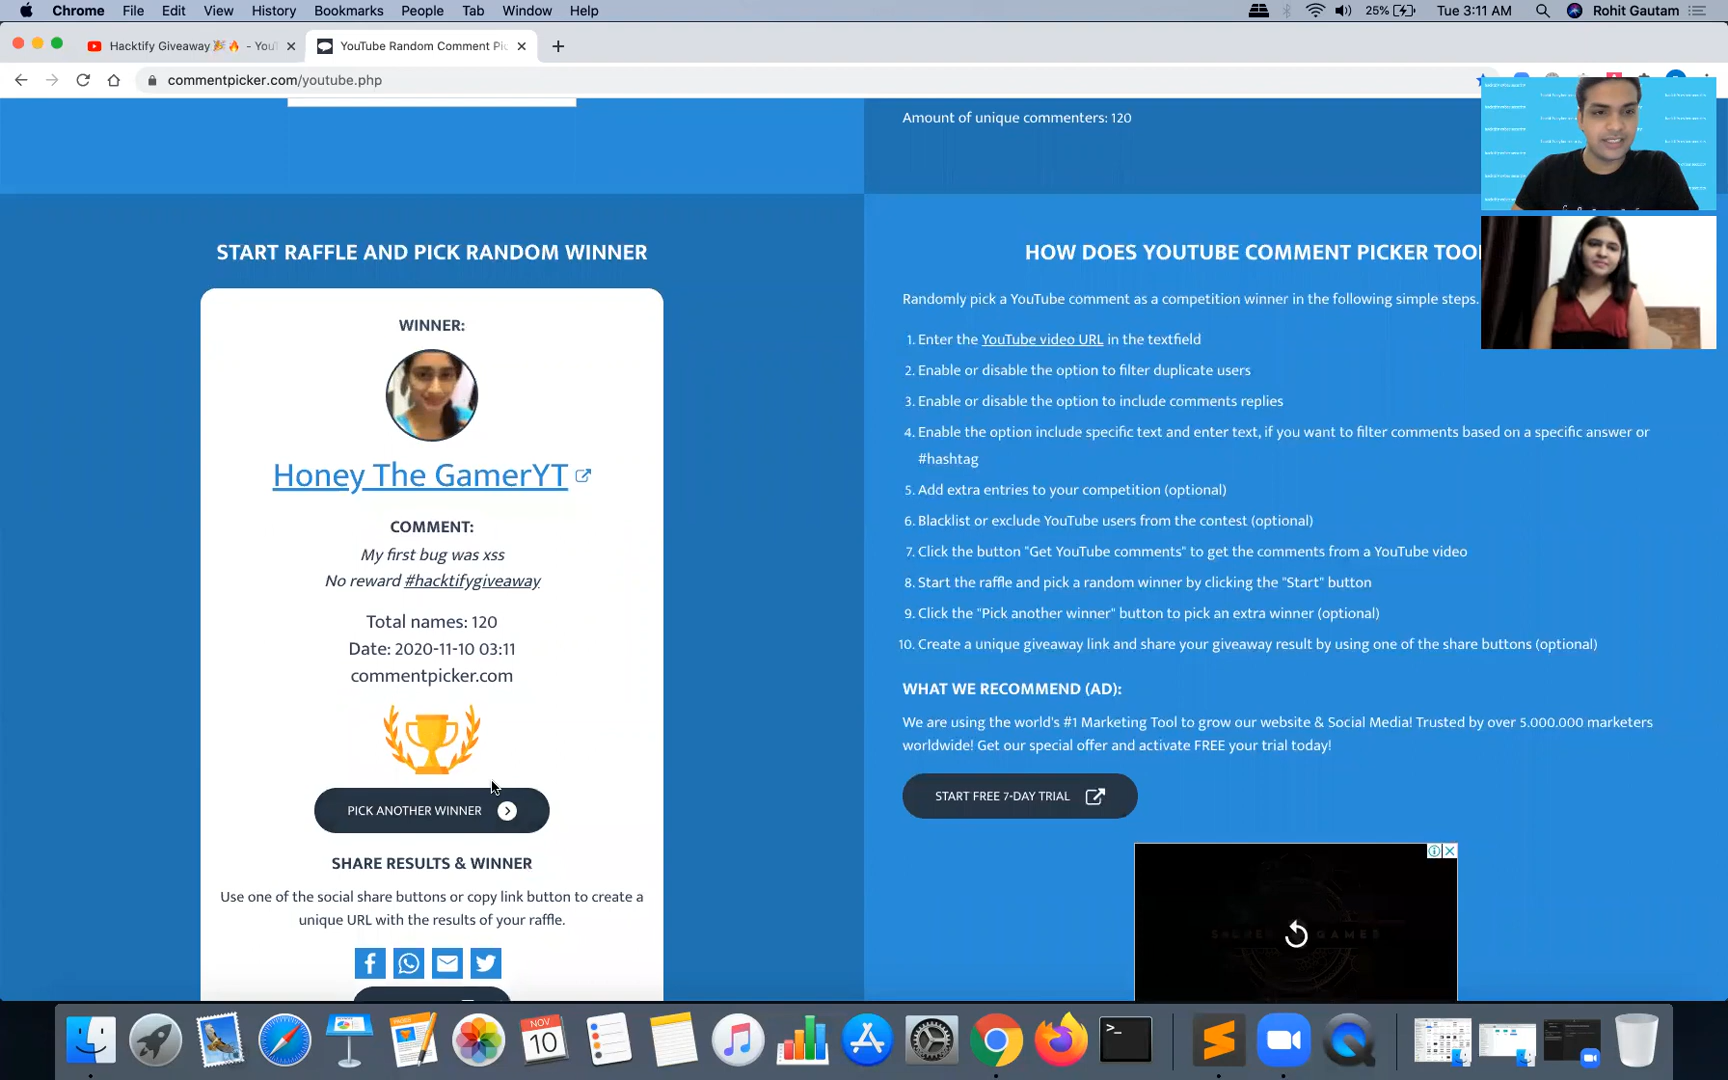 Chrome File Edit View History Bookmarks People Tab Window Help
25% Tue 3:11 AM Rohit Gautam
Hacktify Giveaway🎉🔥 - YouT
YouTube Random Comment Pic
commentpicker.com/youtube.php
Amount of unique commenters: 120
START RAFFLE AND PICK RANDOM WINNER
WINNER:
Honey The GamerYT
COMMENT:
My first bug was xss
No reward #hacktifygiveaway
Total names: 120
Date: 2020-11-10 03:11
commentpicker.com
PICK ANOTHER WINNER
SHARE RESULTS & WINNER
Use one of the social share buttons or copy link button to create a
unique URL with the results of your raffle.
HOW DOES YOUTUBE COMMENT PICKER TOO
Randomly pick a YouTube comment as a competition winner in the following simple steps.
1. Enter the YouTube video URL in the textfield
2. Enable or disable the option to filter duplicate users
3. Enable or disable the option to include comments replies
4. Enable the option include specific text and enter text, if you want to filter comments based on a specific answer or
#hashtag
5. Add extra entries to your competition (optional)
6. Blacklist or exclude YouTube users from the contest (optional)
7. Click the button "Get YouTube comments" to get the comments from a YouTube video
8. Start the raffle and pick a random winner by clicking the "Start" button
9. Click the "Pick another winner" button to pick an extra winner (optional)
10. Create a unique giveaway link and share your giveaway result by using one of the share buttons (optional)
WHAT WE RECOMMEND (AD):
We are using the world's #1 Marketing Tool to grow our website & Social Media! Trusted by over 5.000.000 marketers
worldwide! Get our special offer and activate FREE your trial today!
START FREE 7-DAY TRIAL
NOV
10